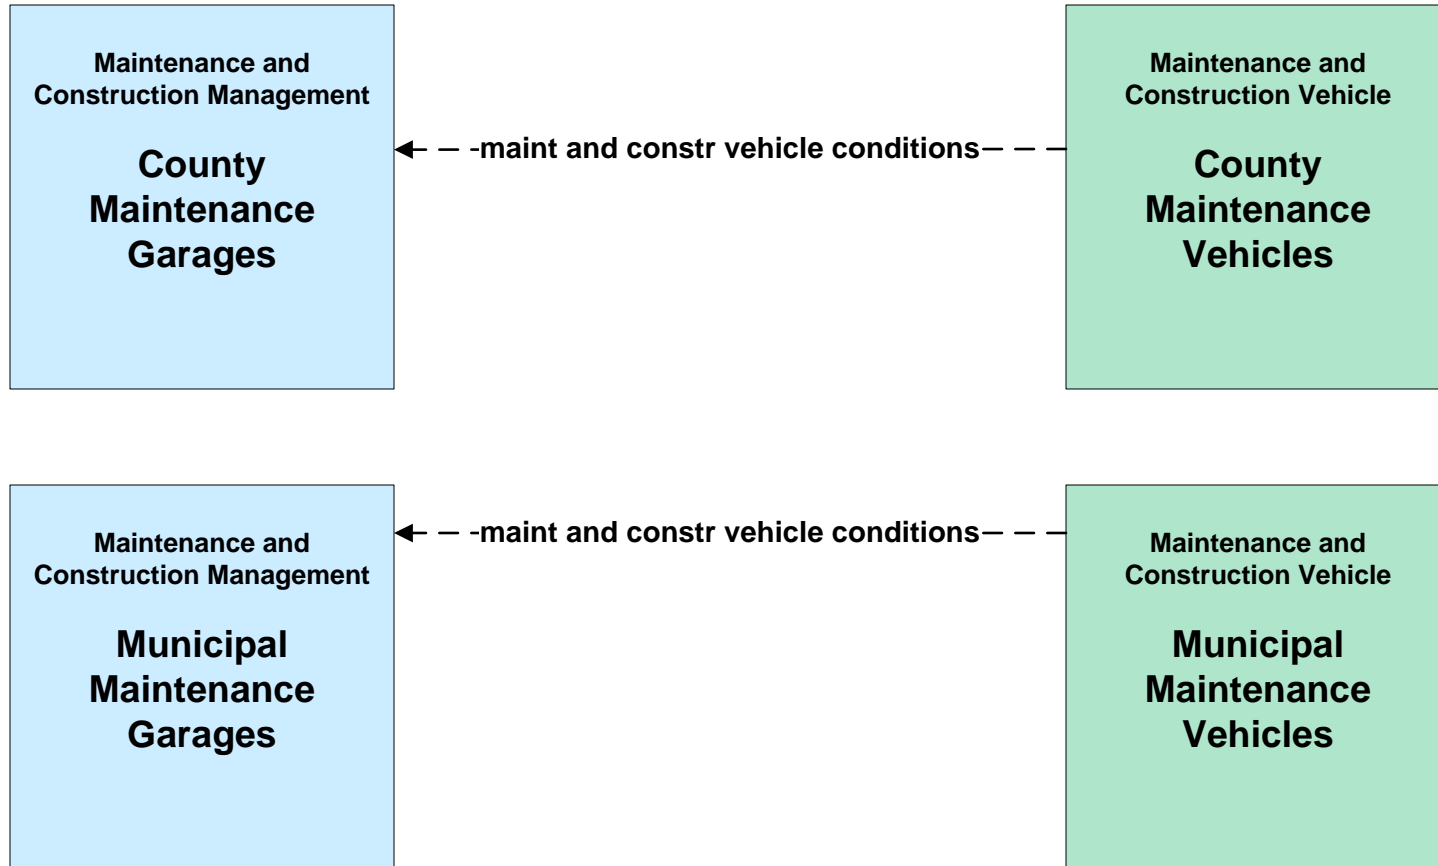 Maintenance and
Construction Management
County
Maintenance
Garages
maint and constr vehicle conditions
Maintenance and
Construction Vehicle
County
Maintenance
Vehicles
Maintenance and
Construction Management
Municipal
Maintenance
Garages
maint and constr vehicle conditions
Maintenance and
Construction Vehicle
Municipal
Maintenance
Vehicles